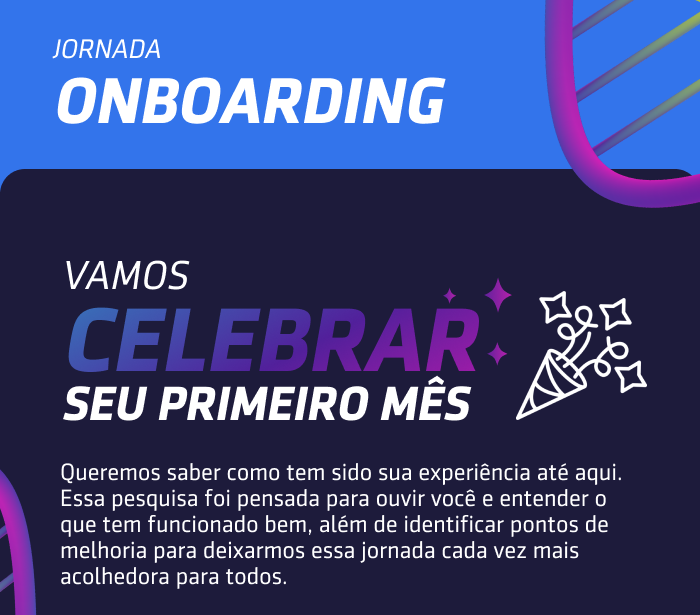 JORNADA
ONBOARDING
VAMOS
CELEBRAR
SEU PRIMEIRO MÊS
Queremos saber como tem sido sua experiência até aqui.
Essa pesquisa foi pensada para ouvir você e entender o
que tem funcionado bem, além de identificar pontos de
melhoria para deixarmos essa jornada cada vez mais
acolhedora para todos.